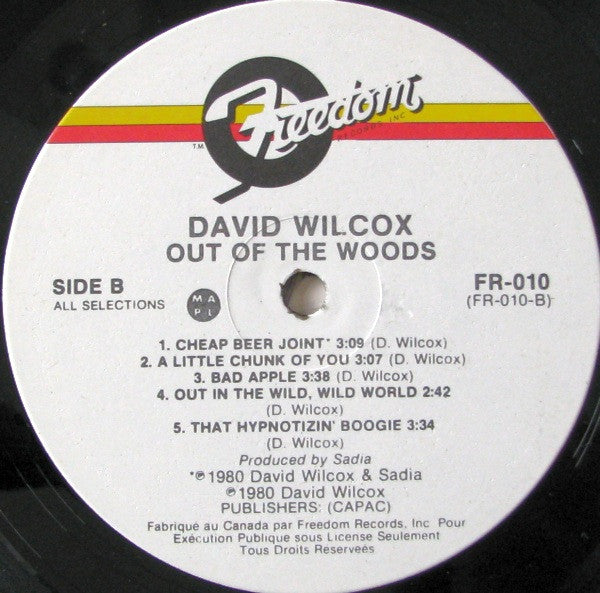 Freedom
RECORDS, INC.
T.M.
DAVID WILCOX
OUT OF THE WOODS
SIDE B
ALL SELECTIONS
M A
P L
FR-010
(FR-010-B)
1. CHEAP BEER JOINT* 3:09 (D. Wilcox)
2. A LITTLE CHUNK OF YOU 3:07 (D. Wilcox)
3. BAD APPLE 3:38 (D. Wilcox)
4. OUT IN THE WILD, WILD WORLD 2:42
(D. Wilcox)
5. THAT HYPNOTIZIN' BOOGIE 3:34
(D. Wilcox)
Produced by Sadia
*℗1980 David Wilcox & Sadia
℗1980 David Wilcox
PUBLISHERS: (CAPAC)
Fabriqué au Canada par Freedom Records, Inc Pour
Exécution Publique sous License Seulement
Tous Droits Reservées